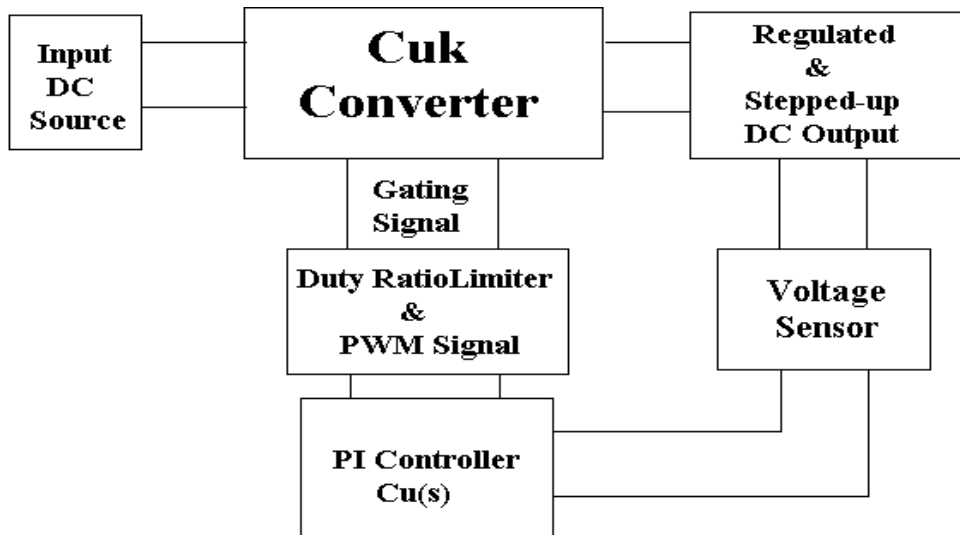 Input
DC
Source
Cuk
Converter
Regulated
&
Stepped-up
DC Output
Gating
Signal
Duty RatioLimiter
&
PWM Signal
Voltage
Sensor
PI Controller
Cu(s)